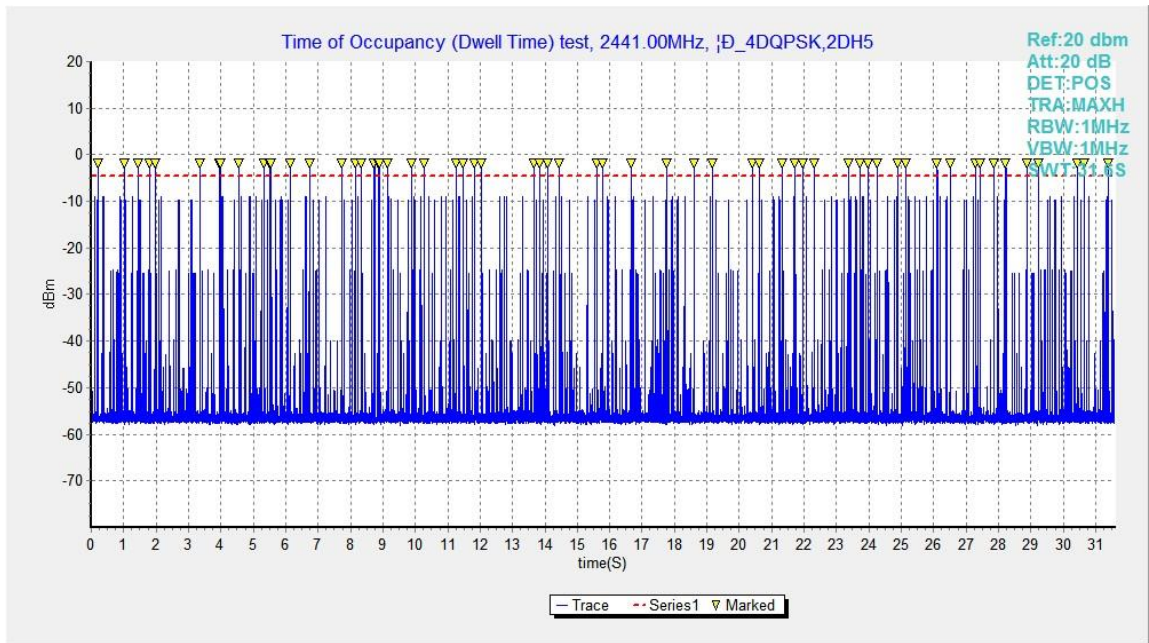 Time of Occupancy (Dwell Time) test, 2441.00MHz, ¦Ð_4DQPSK,2DH5
Ref:20 dbm
Att:20 dB
DET:POS
TRA:MAXH
RBW:1MHz
VBW:1MHz
SWT:31.6S
20
10
0
-10
-20
-30
-40
-50
-60
-70
dBm
0 1 2 3 4 5 6 7 8 9 10 11 12 13 14 15 16 17 18 19 20 21 22 23 24 25 26 27 28 29 30 31
time(S)
Trace Series1 Marked